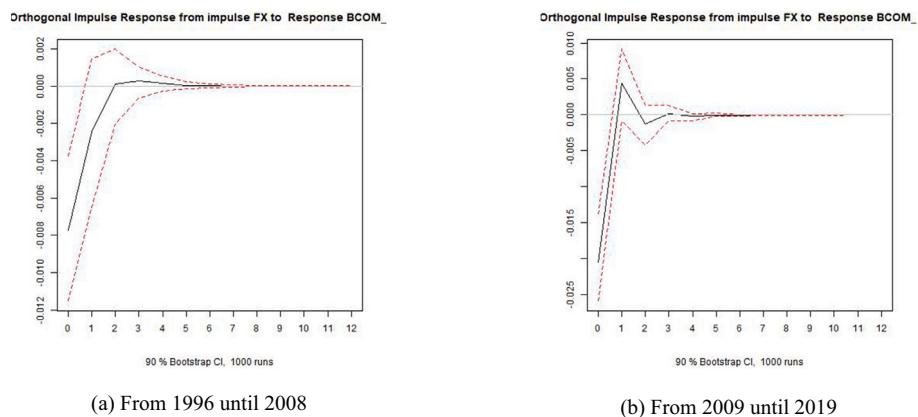 Orthogonal Impulse Response from impulse FX to Response BCOM_
0.002
0.000
-0.002
-0.004
-0.006
-0.008
-0.010
-0.012
0 1 2 3 4 5 6 7 8 9 10 11 12
90 % Bootstrap CI, 1000 runs
(a) From 1996 until 2008
Orthogonal Impulse Response from impulse FX to Response BCOM_
0.010
0.005
0.000
-0.005
-0.015
-0.025
0 1 2 3 4 5 6 7 8 9 10 11 12
90 % Bootstrap CI, 1000 runs
(b) From 2009 until 2019